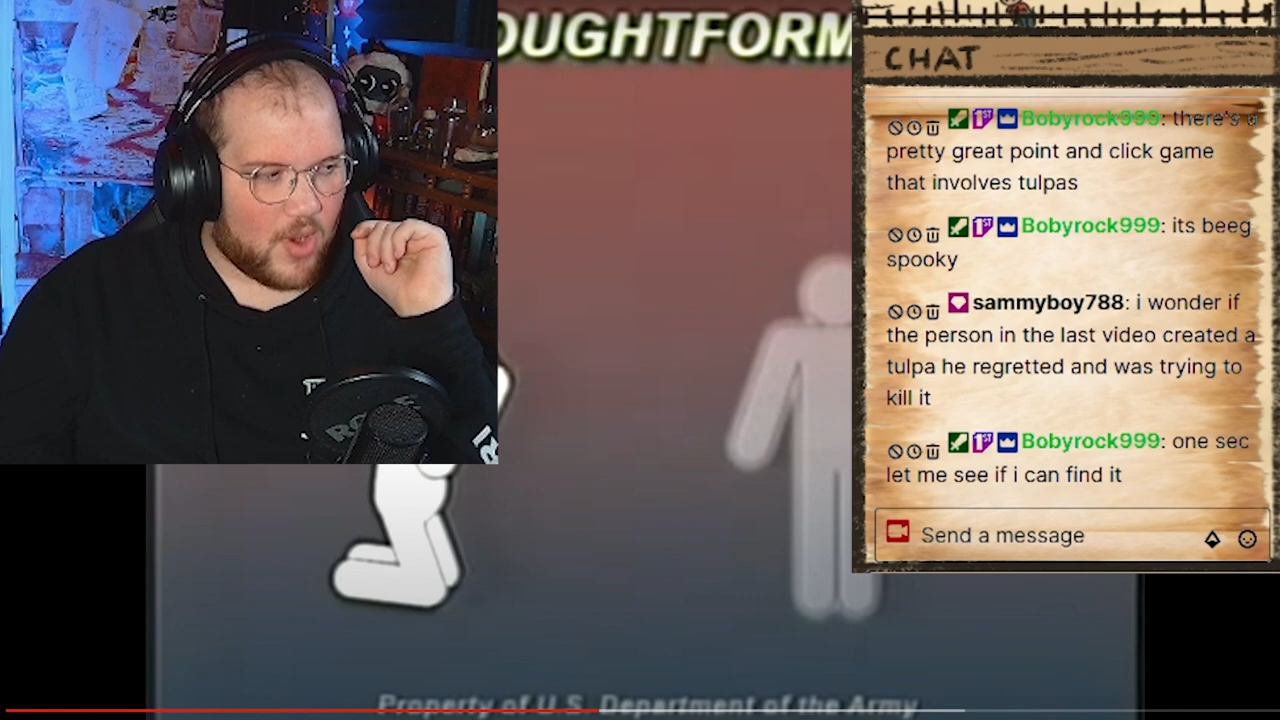 OUGHTFORM
CHAT
Bobyrock999: there's a
pretty great point and click game
that involves tulpas
Bobyrock999: its beeg
spooky
sammyboy788: i wonder if
the person in the last video created a
tulpa he regretted and was trying to
kill it
Bobyrock999: one sec
let me see if i can find it
Send a message
RODE
Property of U.S. Department of the Army